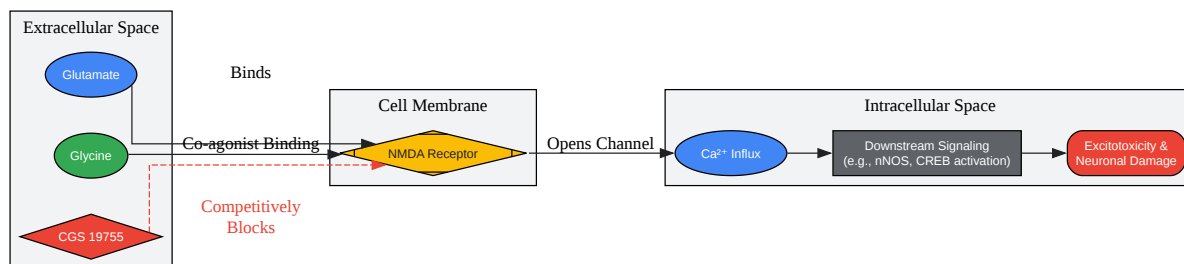 Extracellular Space
Glutamate
Glycine
CGS 19755
Binds
Co-agonist Binding
Competitively
Blocks
Cell Membrane
NMDA Receptor
Opens Channel
Intracellular Space
Ca²⁺ Influx
Downstream Signaling
(e.g., nNOS, CREB activation)
Excitotoxicity &
Neuronal Damage